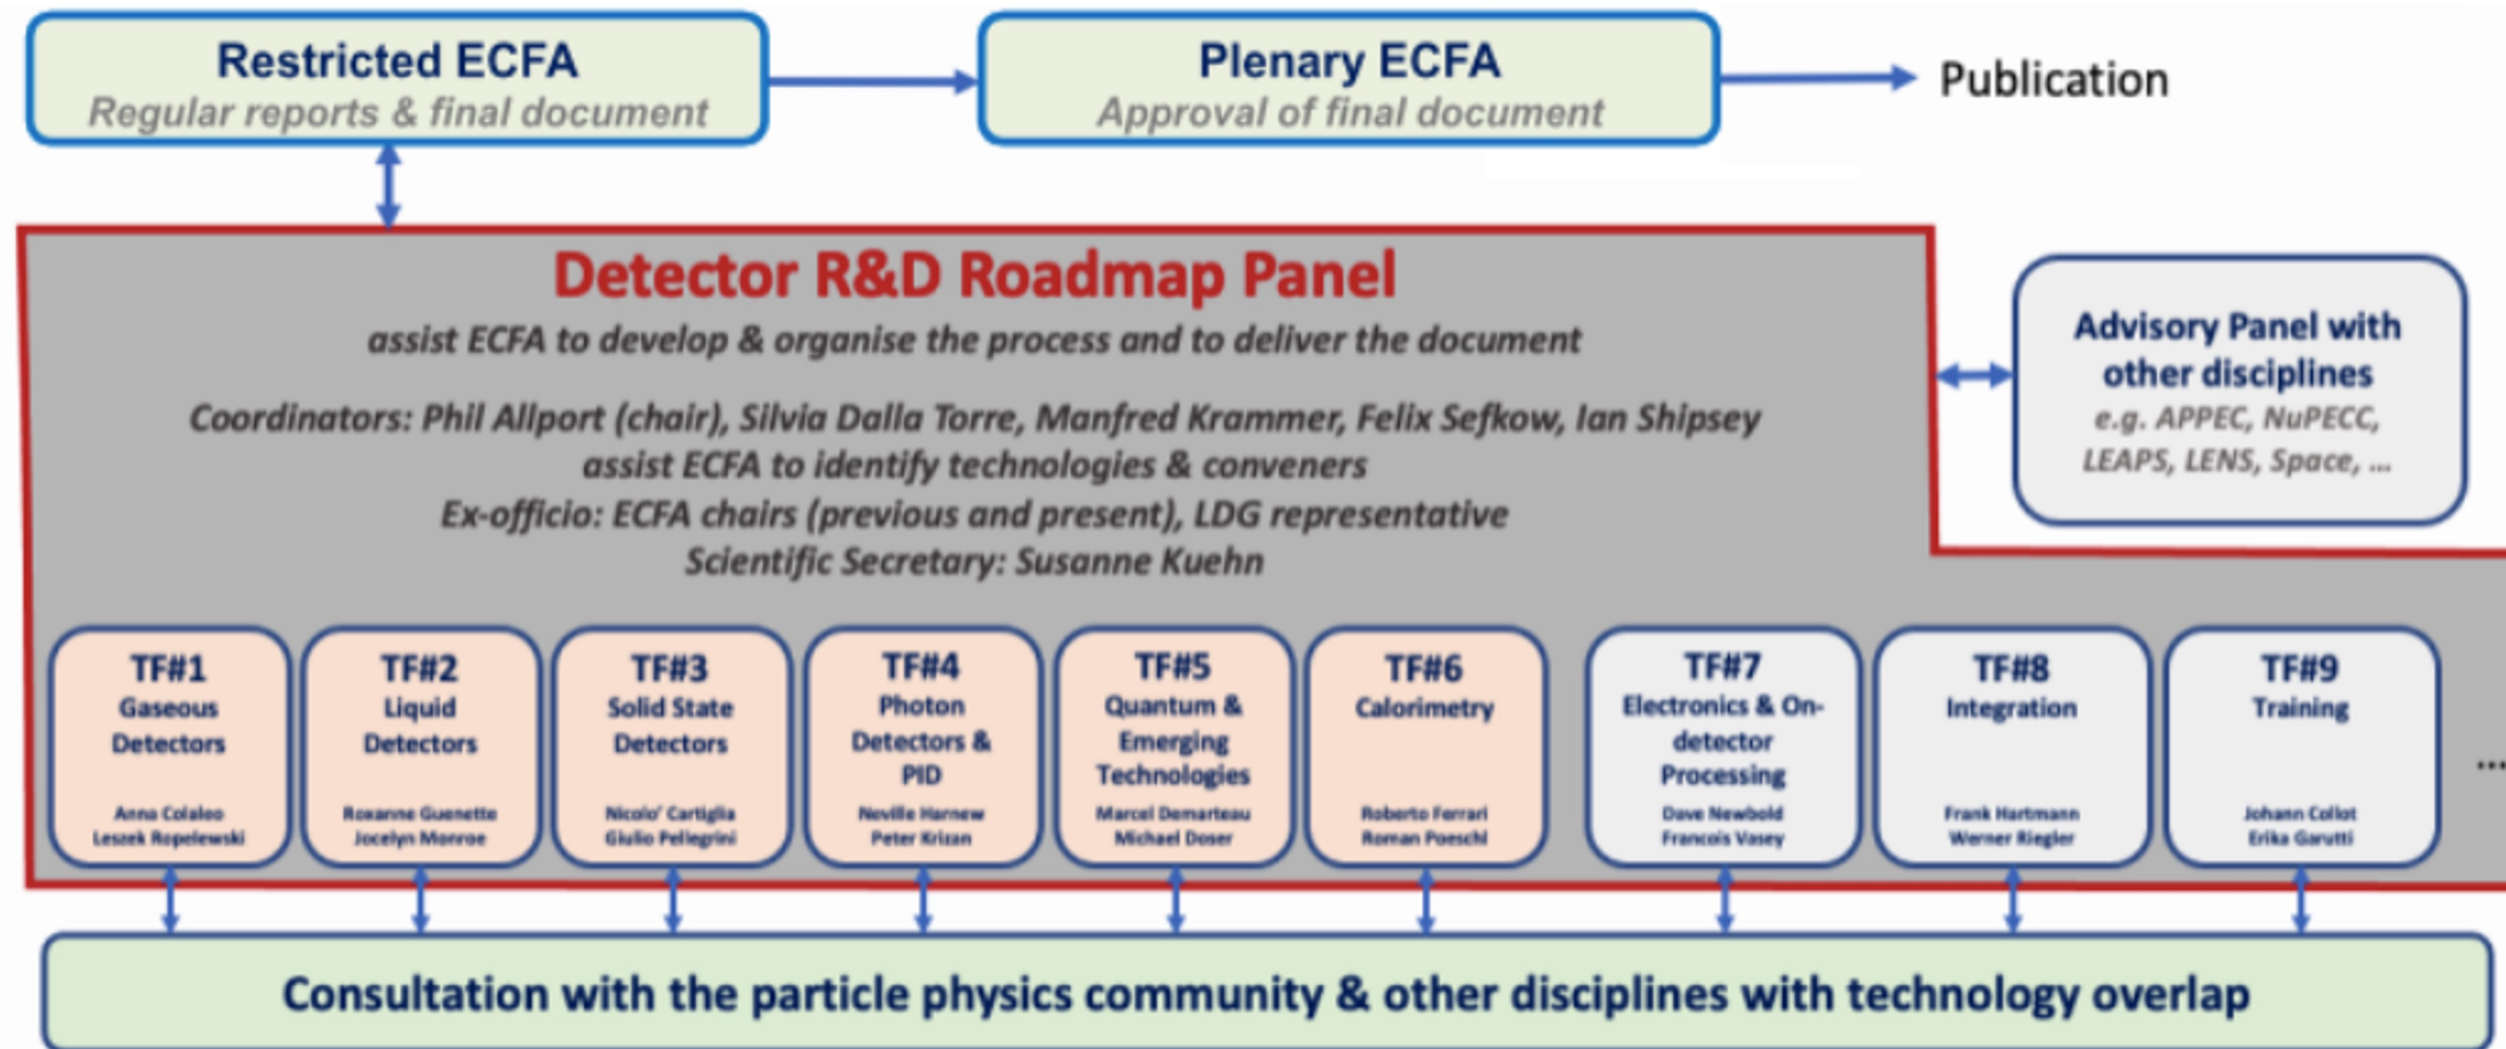 Restricted ECFA
Regular reports & final document
Plenary ECFA
Approval of final document
Publication
Detector R&D Roadmap Panel
assist ECFA to develop & organise the process and to deliver the document
Coordinators: Phil Allport (chair), Silvia Dalla Torre, Manfred Krammer, Felix Sefkow, Ian Shipsey
assist ECFA to identify technologies & conveners
Ex-officio: ECFA chairs (previous and present), LDG representative
Scientific Secretary: Susanne Kuehn
Advisory Panel with
other disciplines
e.g. APPEC, NuPECC,
LEAPS, LENS, Space, ...
TF#1
Gaseous
Detectors
Anna Colaleo
Leszek Ropelewski
TF#2
Liquid
Detectors
Roxanne Guenette
Jocelyn Monroe
TF#3
Solid State
Detectors
Nicolo' Cartiglia
Giulio Pellegrini
TF#4
Photon
Detectors &
PID
Neville Harnew
Peter Krizan
TF#5
Quantum &
Emerging
Technologies
Marcel Demarteau
Michael Doser
TF#6
Calorimetry
Roberto Ferrari
Roman Poeschl
TF#7
Electronics & On-
detector
Processing
Dave Newbold
Francois Vasey
TF#8
Integration
Frank Hartmann
Werner Riegler
TF#9
Training
Johann Collot
Erika Garutti
...
Consultation with the particle physics community & other disciplines with technology overlap